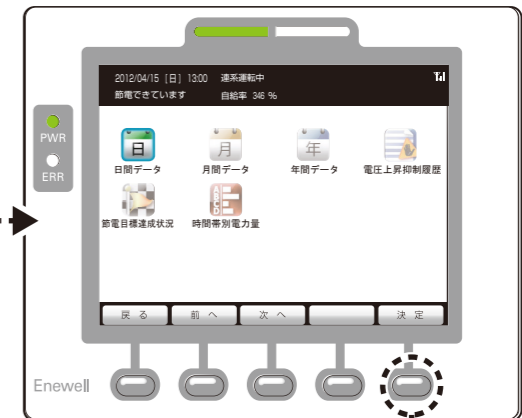 2012/04/15 [日] 13:00 連系運転中
節電できています 自給率 346 %
PWR
ERR
日
月
年
日間データ 月間データ 年間データ 電圧上昇抑制履歴
ABCD
節電目標達成状況 時間帯別電力量
戻る 前へ 次へ 決定
Enewell